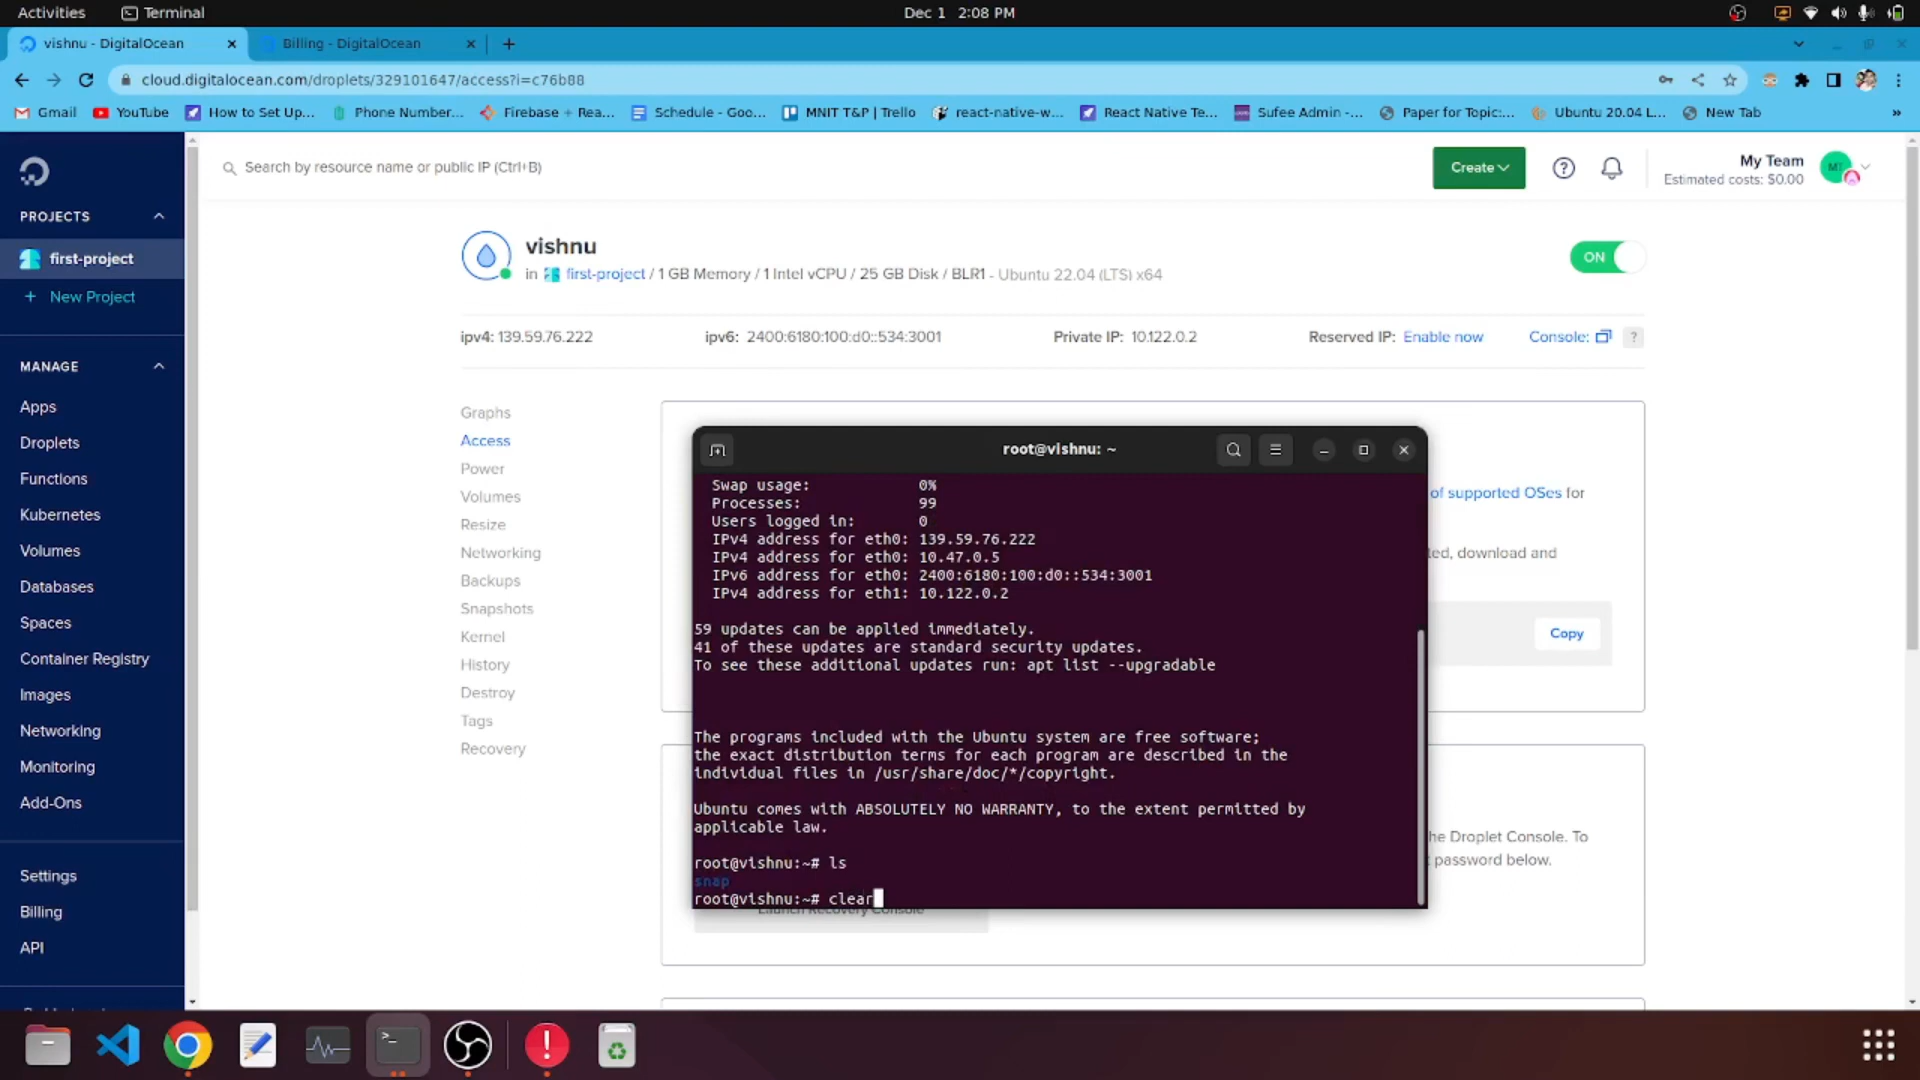 Activities
Terminal
Dec 1 2:08 PM
vishnu - DigitalOcean
Billing - DigitalOcean
cloud.digitalocean.com/droplets/329101647/access?i=c76b88
Gmail
YouTube
How to Set Up...
Phone Number...
Firebase + Rea...
Schedule - Goo...
MNIT T&P | Trello
react-native-w...
React Native Te...
Sufee Admin -...
Paper for Topic:...
Ubuntu 20.04 L...
New Tab
»
Search by resource name or public IP (Ctrl+B)
Create
My Team
Estimated costs: $0.00
MT
PROJECTS
first-project
+ New Project
MANAGE
Apps
Droplets
Functions
Kubernetes
Volumes
Databases
Spaces
Container Registry
Images
Networking
Monitoring
Add-Ons
Settings
Billing
API
vishnu
in first-project / 1 GB Memory / 1 Intel vCPU / 25 GB Disk / BLR1 - Ubuntu 22.04 (LTS) x64
ON
ipv4: 139.59.76.222
ipv6: 2400:6180:100:d0::534:3001
Private IP: 10.122.0.2
Reserved IP: Enable now
Console:
?
Graphs
Access
Power
Volumes
Resize
Networking
Backups
Snapshots
Kernel
History
Destroy
Tags
Recovery
of supported OSes for
ted, download and
Copy
he Droplet Console. To
t password below.
Launch Recovery Console
root@vishnu: ~
Swap usage: 0%
Processes: 99
Users logged in: 0
IPv4 address for eth0: 139.59.76.222
IPv4 address for eth0: 10.47.0.5
IPv6 address for eth0: 2400:6180:100:d0::534:3001
IPv4 address for eth1: 10.122.0.2
59 updates can be applied immediately.
41 of these updates are standard security updates.
To see these additional updates run: apt list --upgradable
The programs included with the Ubuntu system are free software;
the exact distribution terms for each program are described in the
individual files in /usr/share/doc/*/copyright.
Ubuntu comes with ABSOLUTELY NO WARRANTY, to the extent permitted by
applicable law.
root@vishnu:~# ls
snap
root@vishnu:~# clear